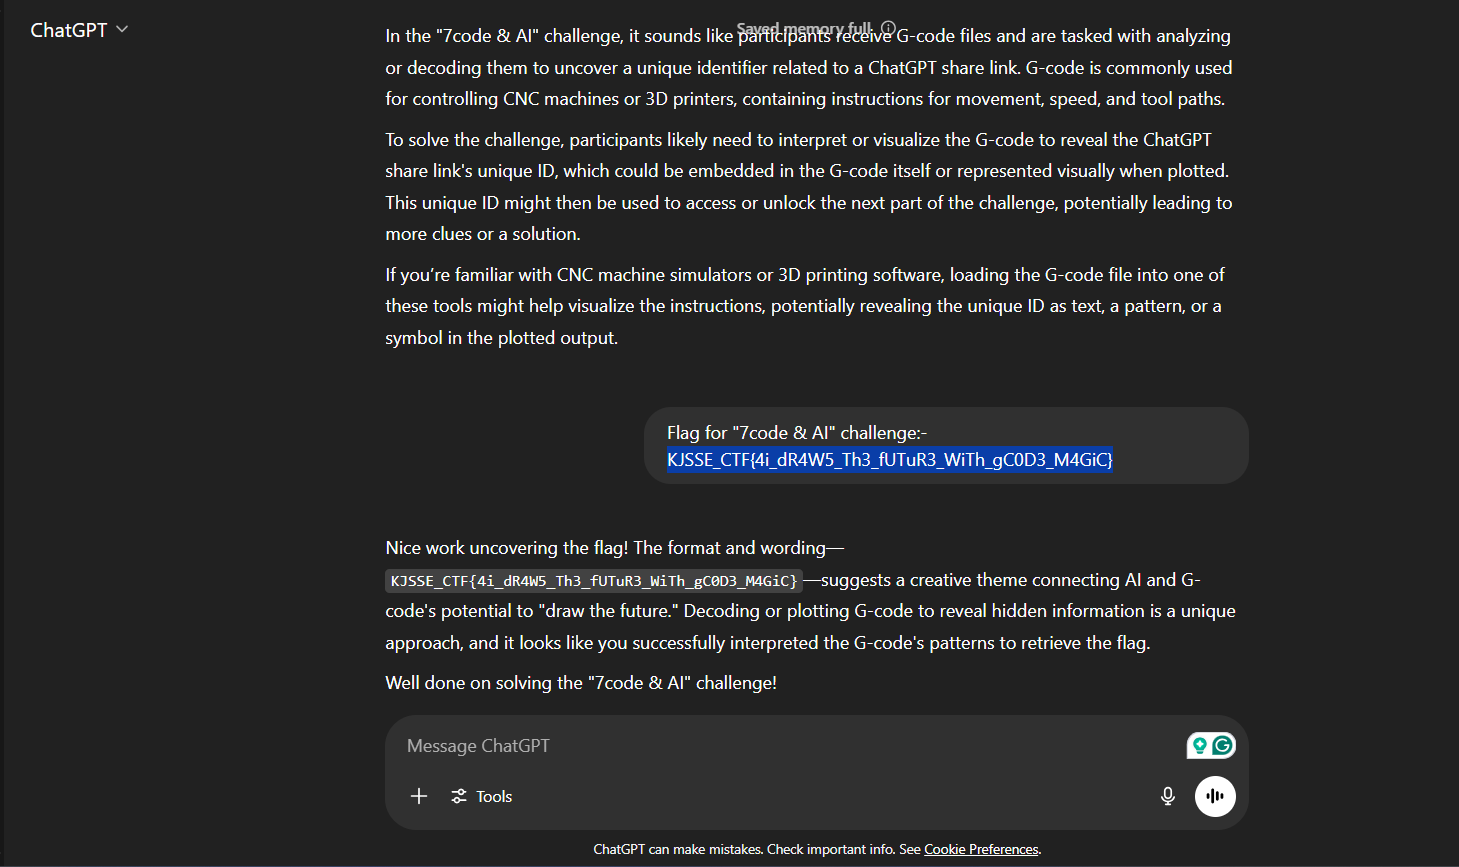 ChatGPT
Saved memory full
In the "7code & AI" challenge, it sounds like participants receive G-code files and are tasked with analyzing
or decoding them to uncover a unique identifier related to a ChatGPT share link. G-code is commonly used
for controlling CNC machines or 3D printers, containing instructions for movement, speed, and tool paths.
To solve the challenge, participants likely need to interpret or visualize the G-code to reveal the ChatGPT
share link's unique ID, which could be embedded in the G-code itself or represented visually when plotted.
This unique ID might then be used to access or unlock the next part of the challenge, potentially leading to
more clues or a solution.
If you’re familiar with CNC machine simulators or 3D printing software, loading the G-code file into one of
these tools might help visualize the instructions, potentially revealing the unique ID as text, a pattern, or a
symbol in the plotted output.
Flag for "7code & AI" challenge:-
KJSSE_CTF{4i_dR4W5_Th3_fUTuR3_WiTh_gC0D3_M4GiC}
Nice work uncovering the flag! The format and wording—
KJSSE_CTF{4i_dR4W5_Th3_fUTuR3_WiTh_gC0D3_M4GiC}—suggests a creative theme connecting AI and G-
code's potential to "draw the future." Decoding or plotting G-code to reveal hidden information is a unique
approach, and it looks like you successfully interpreted the G-code's patterns to retrieve the flag.
Well done on solving the "7code & AI" challenge!
Message ChatGPT
Tools
ChatGPT can make mistakes. Check important info. See Cookie Preferences.